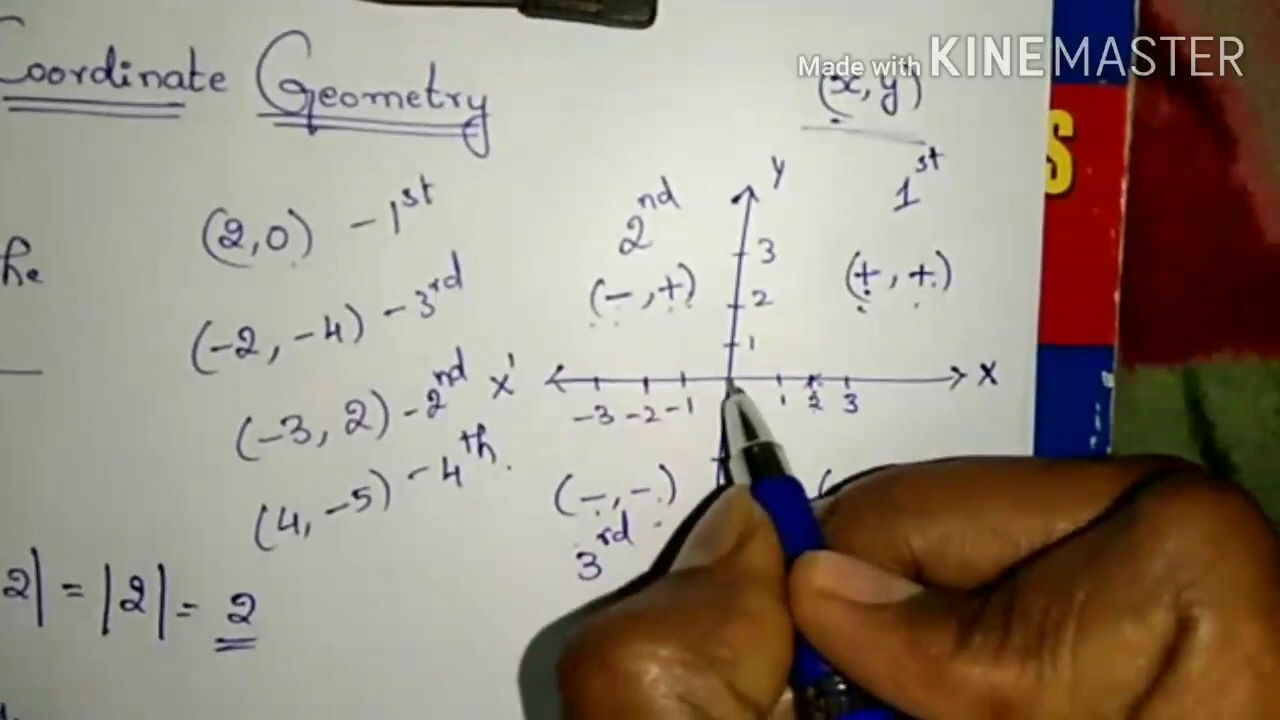 Made with KINEMASTER
Coordinate Geometry
(x, y)
(2, 0) - 1st
he
(-2, -4) - 3rd
(-3, 2) - 2nd
(4, -5) - 4th.
2| = |2| = 2
2nd
(-, +)
y
1st
(+, +)
3
2
1
x'
x
-3 -2 -1 1 2 3
(-, -)
3rd
(
S